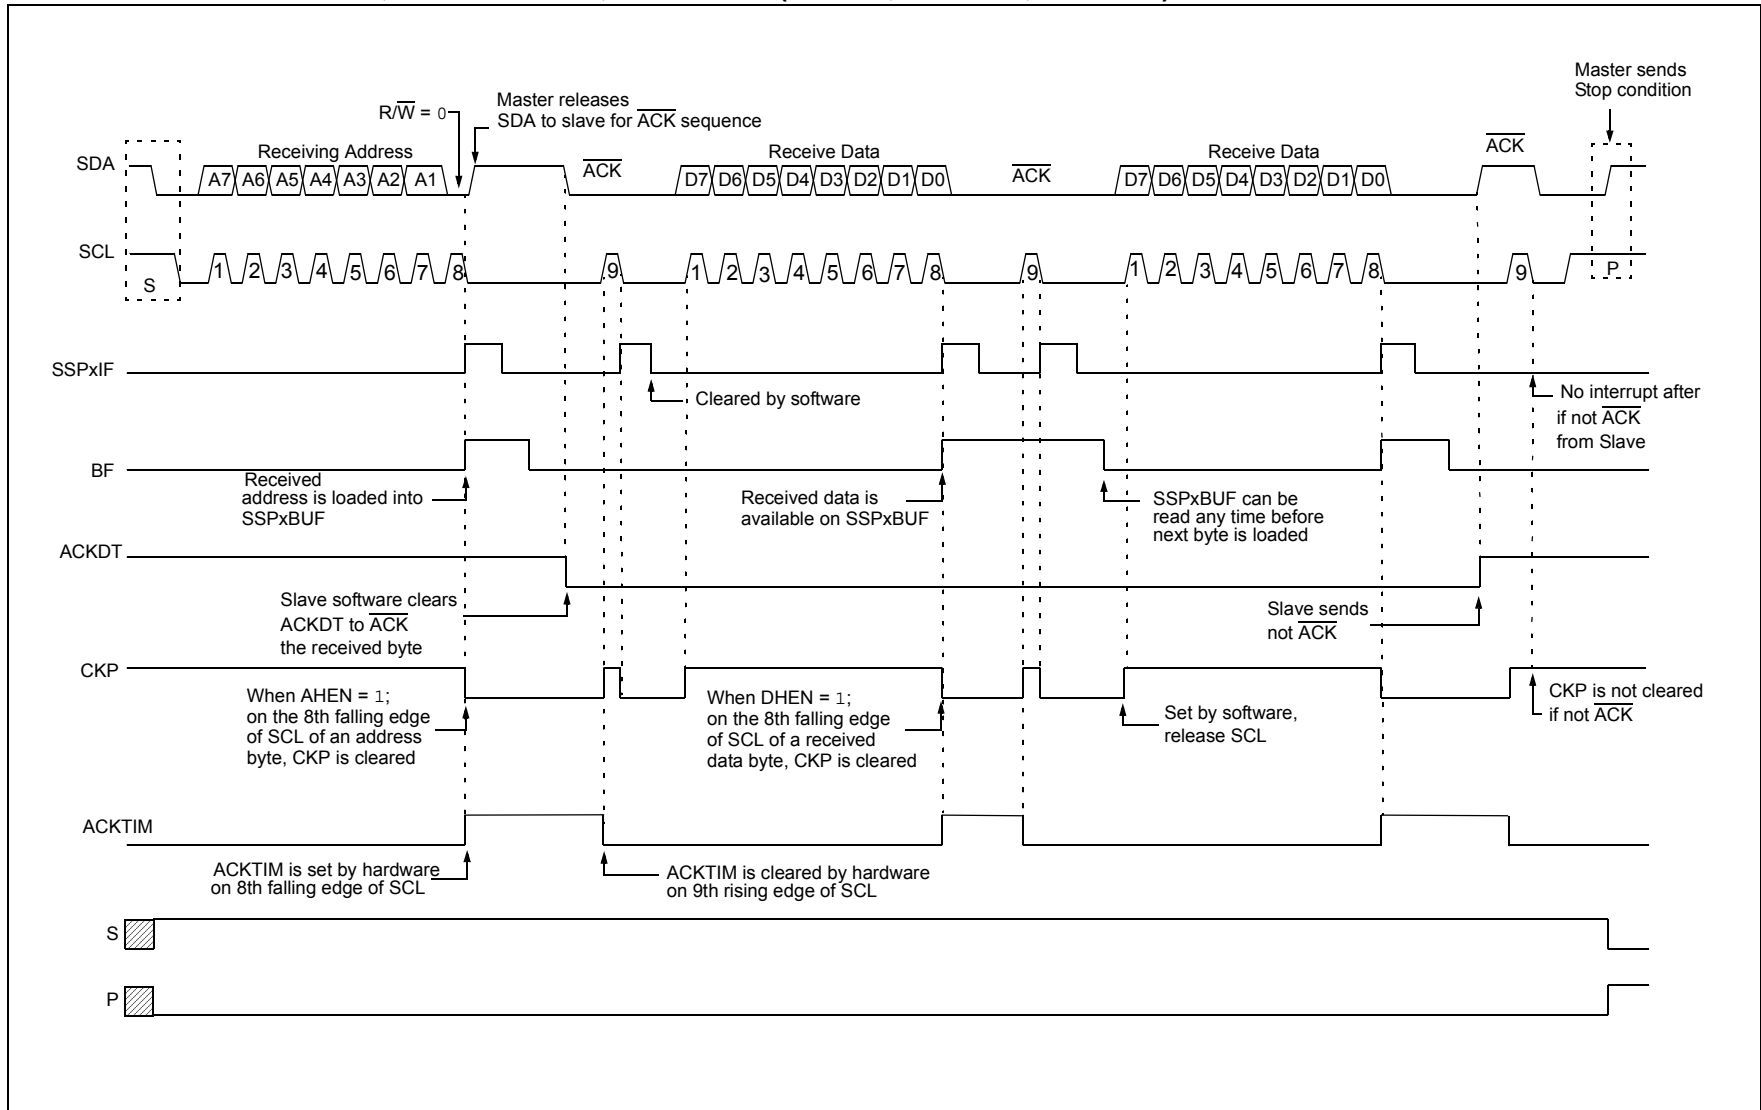 Master sends
Stop condition
Master releases
SDA to slave for ACK sequence
R/W = 0
SDA
Receiving Address
ACK
Receive Data
ACK
Receive Data
ACK
A7 A6 A5 A4 A3 A2 A1
D7 D6 D5 D4 D3 D2 D1 D0
D7 D6 D5 D4 D3 D2 D1 D0
SCL
S
1 2 3 4 5 6 7 8 9
1 2 3 4 5 6 7 8 9
1 2 3 4 5 6 7 8 9
P
SSPxIF
Cleared by software
No interrupt after
if not ACK
from Slave
BF
Received
address is loaded into
SSPxBUF
Received data is
available on SSPxBUF
SSPxBUF can be
read any time before
next byte is loaded
ACKDT
Slave software clears
ACKDT to ACK
the received byte
Slave sends
not ACK
CKP
When AHEN = 1;
on the 8th falling edge
of SCL of an address
byte, CKP is cleared
When DHEN = 1;
on the 8th falling edge
of SCL of a received
data byte, CKP is cleared
Set by software,
release SCL
CKP is not cleared
if not ACK
ACKTIM
ACKTIM is set by hardware
on 8th falling edge of SCL
ACKTIM is cleared by hardware
on 9th rising edge of SCL
S
P